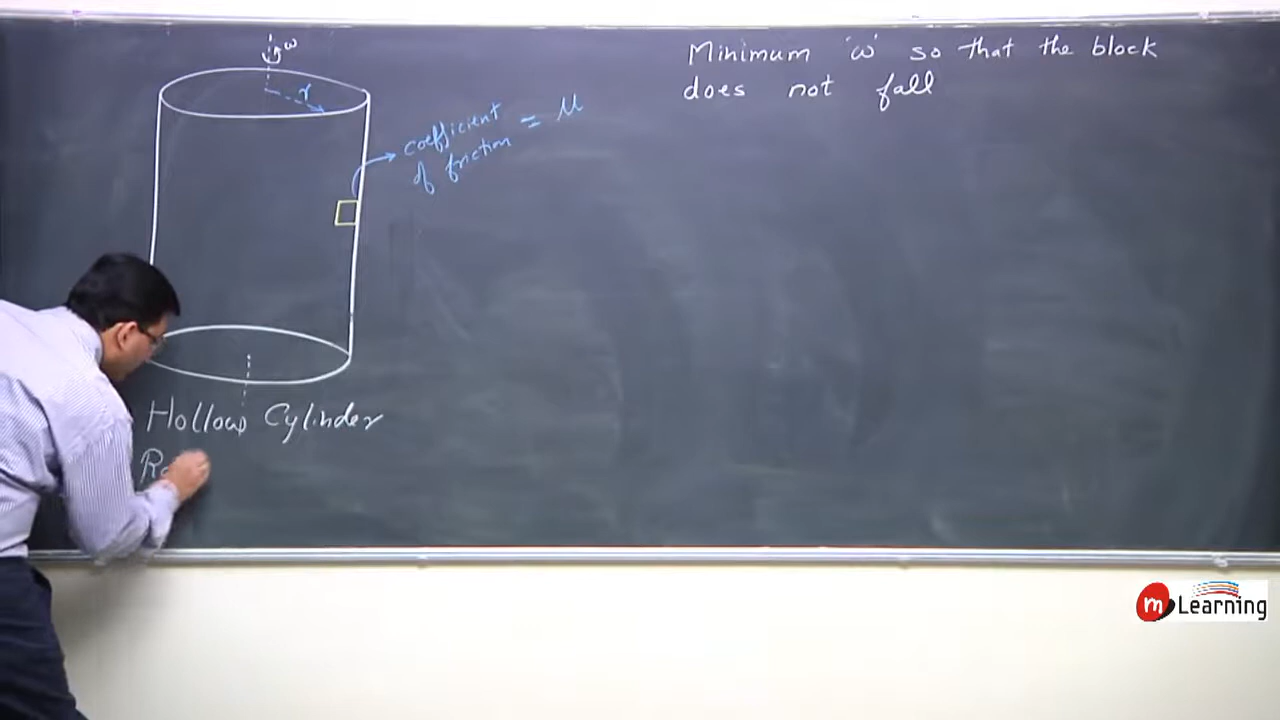 ω
r
coefficient
of friction = μ
Hollow Cylinder
Minimum 'ω' so that the block
does not fall
m Learning